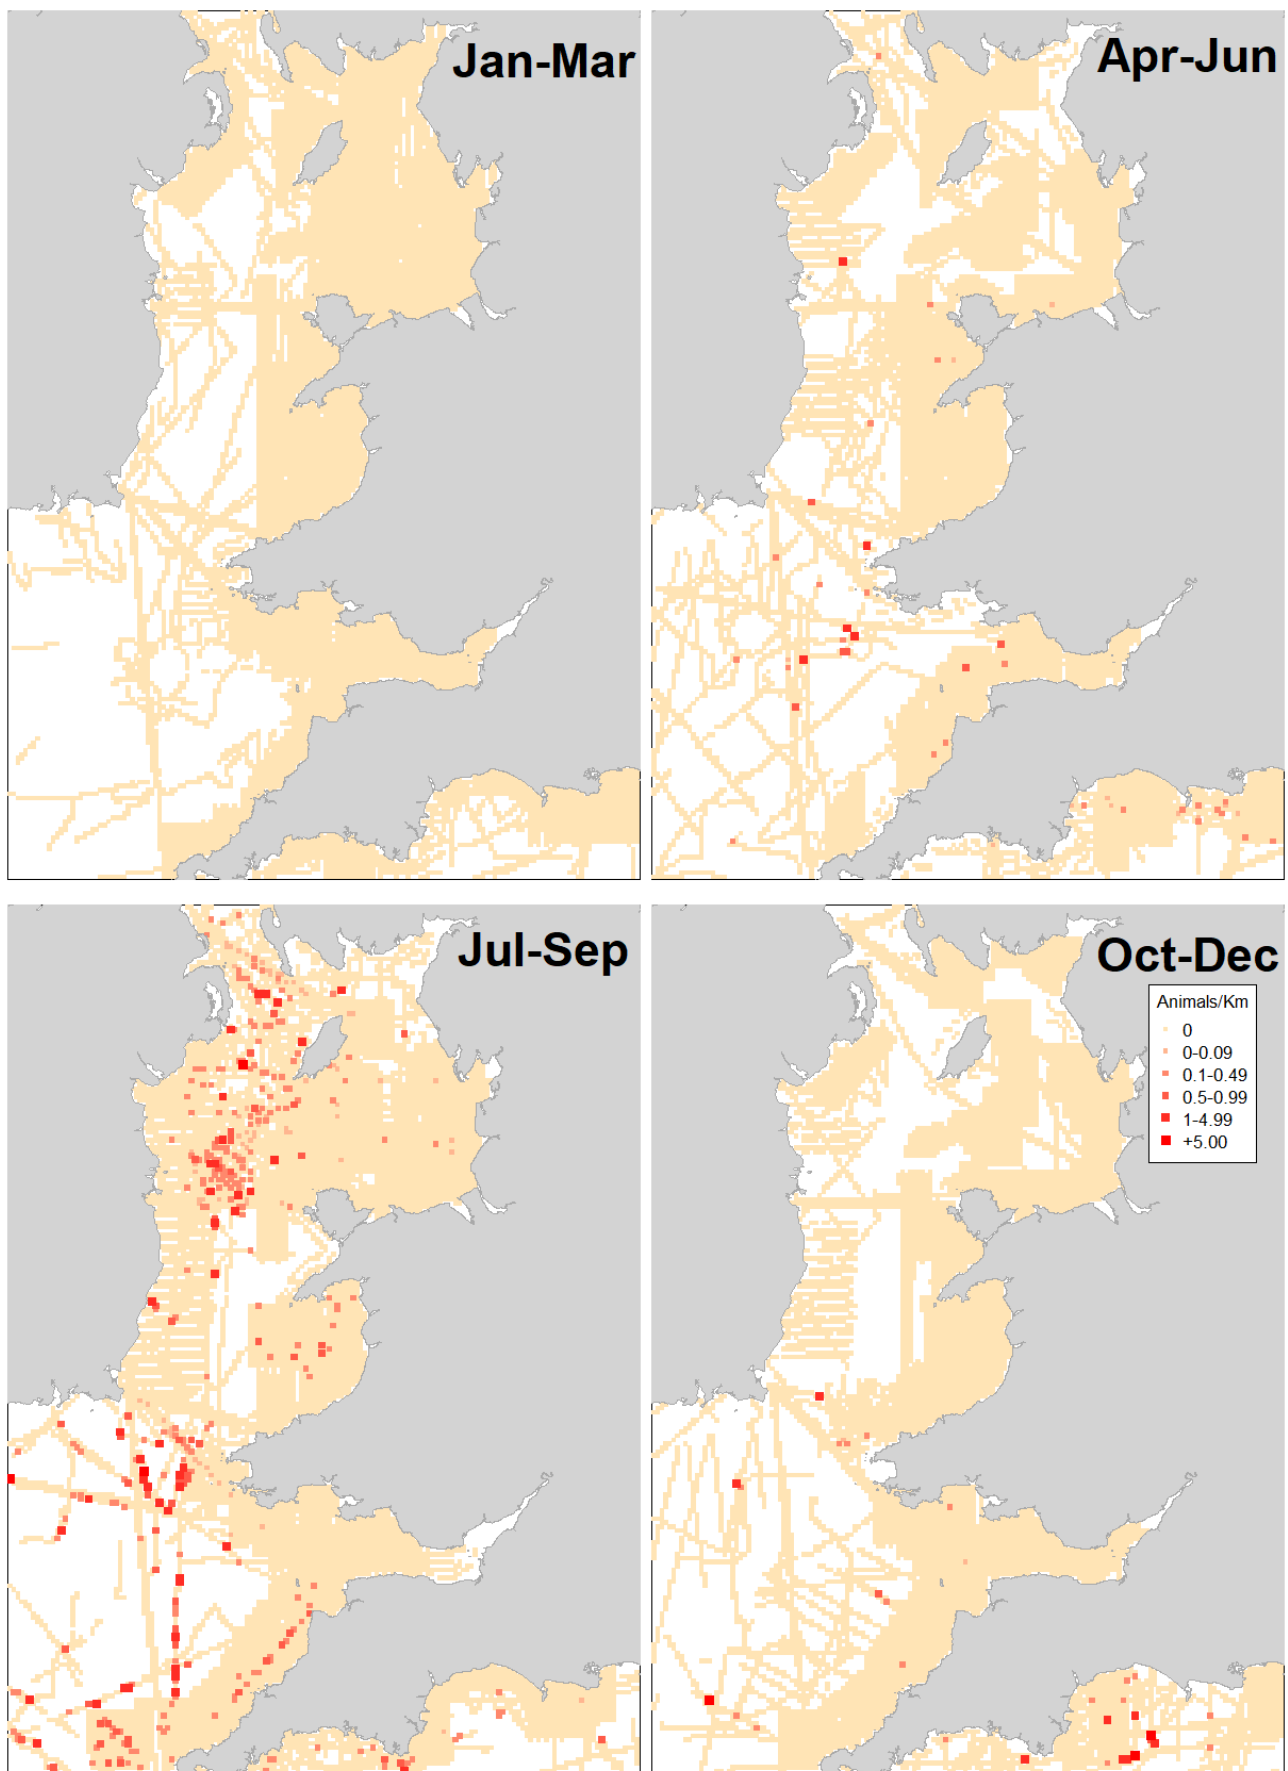 Jan-Mar
Apr-Jun
Jul-Sep
Oct-Dec
Animals/Km
0
0-0.09
0.1-0.49
0.5-0.99
1-4.99
+5.00